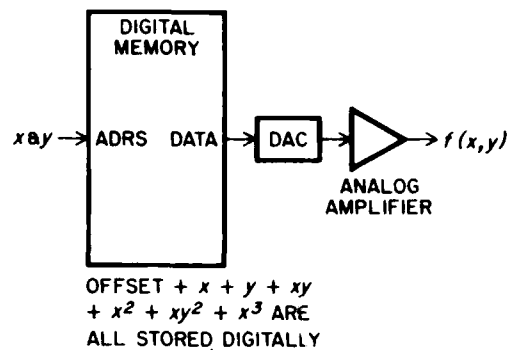 DIGITAL
MEMORY
x&y
ADRS
DATA
DAC
f(x,y)
ANALOG
AMPLIFIER
OFFSET + x + y + xy
+ x² + xy² + x³ ARE
ALL STORED DIGITALLY